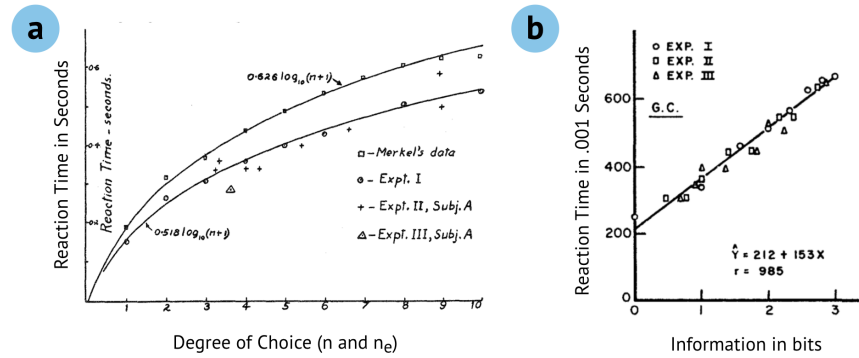 a
Reaction Time in Seconds
Reaction Time - seconds.
0.6
0.4
0.2
0.626 log10(n+1)
0.518 log10(n+1)
- Merkel's data
- Expt. I
- Expt. II, Subj. A
- Expt. III, Subj. A
1 2 3 4 5 6 7 8 9 10
Degree of Choice (n and ne)
b
Reaction Time in .001 Seconds
EXP. I
EXP. II
EXP. III
G.C.
600
400
200
0
Ŷ = 212 + 153X
r = 985
0 1 2 3
Information in bits